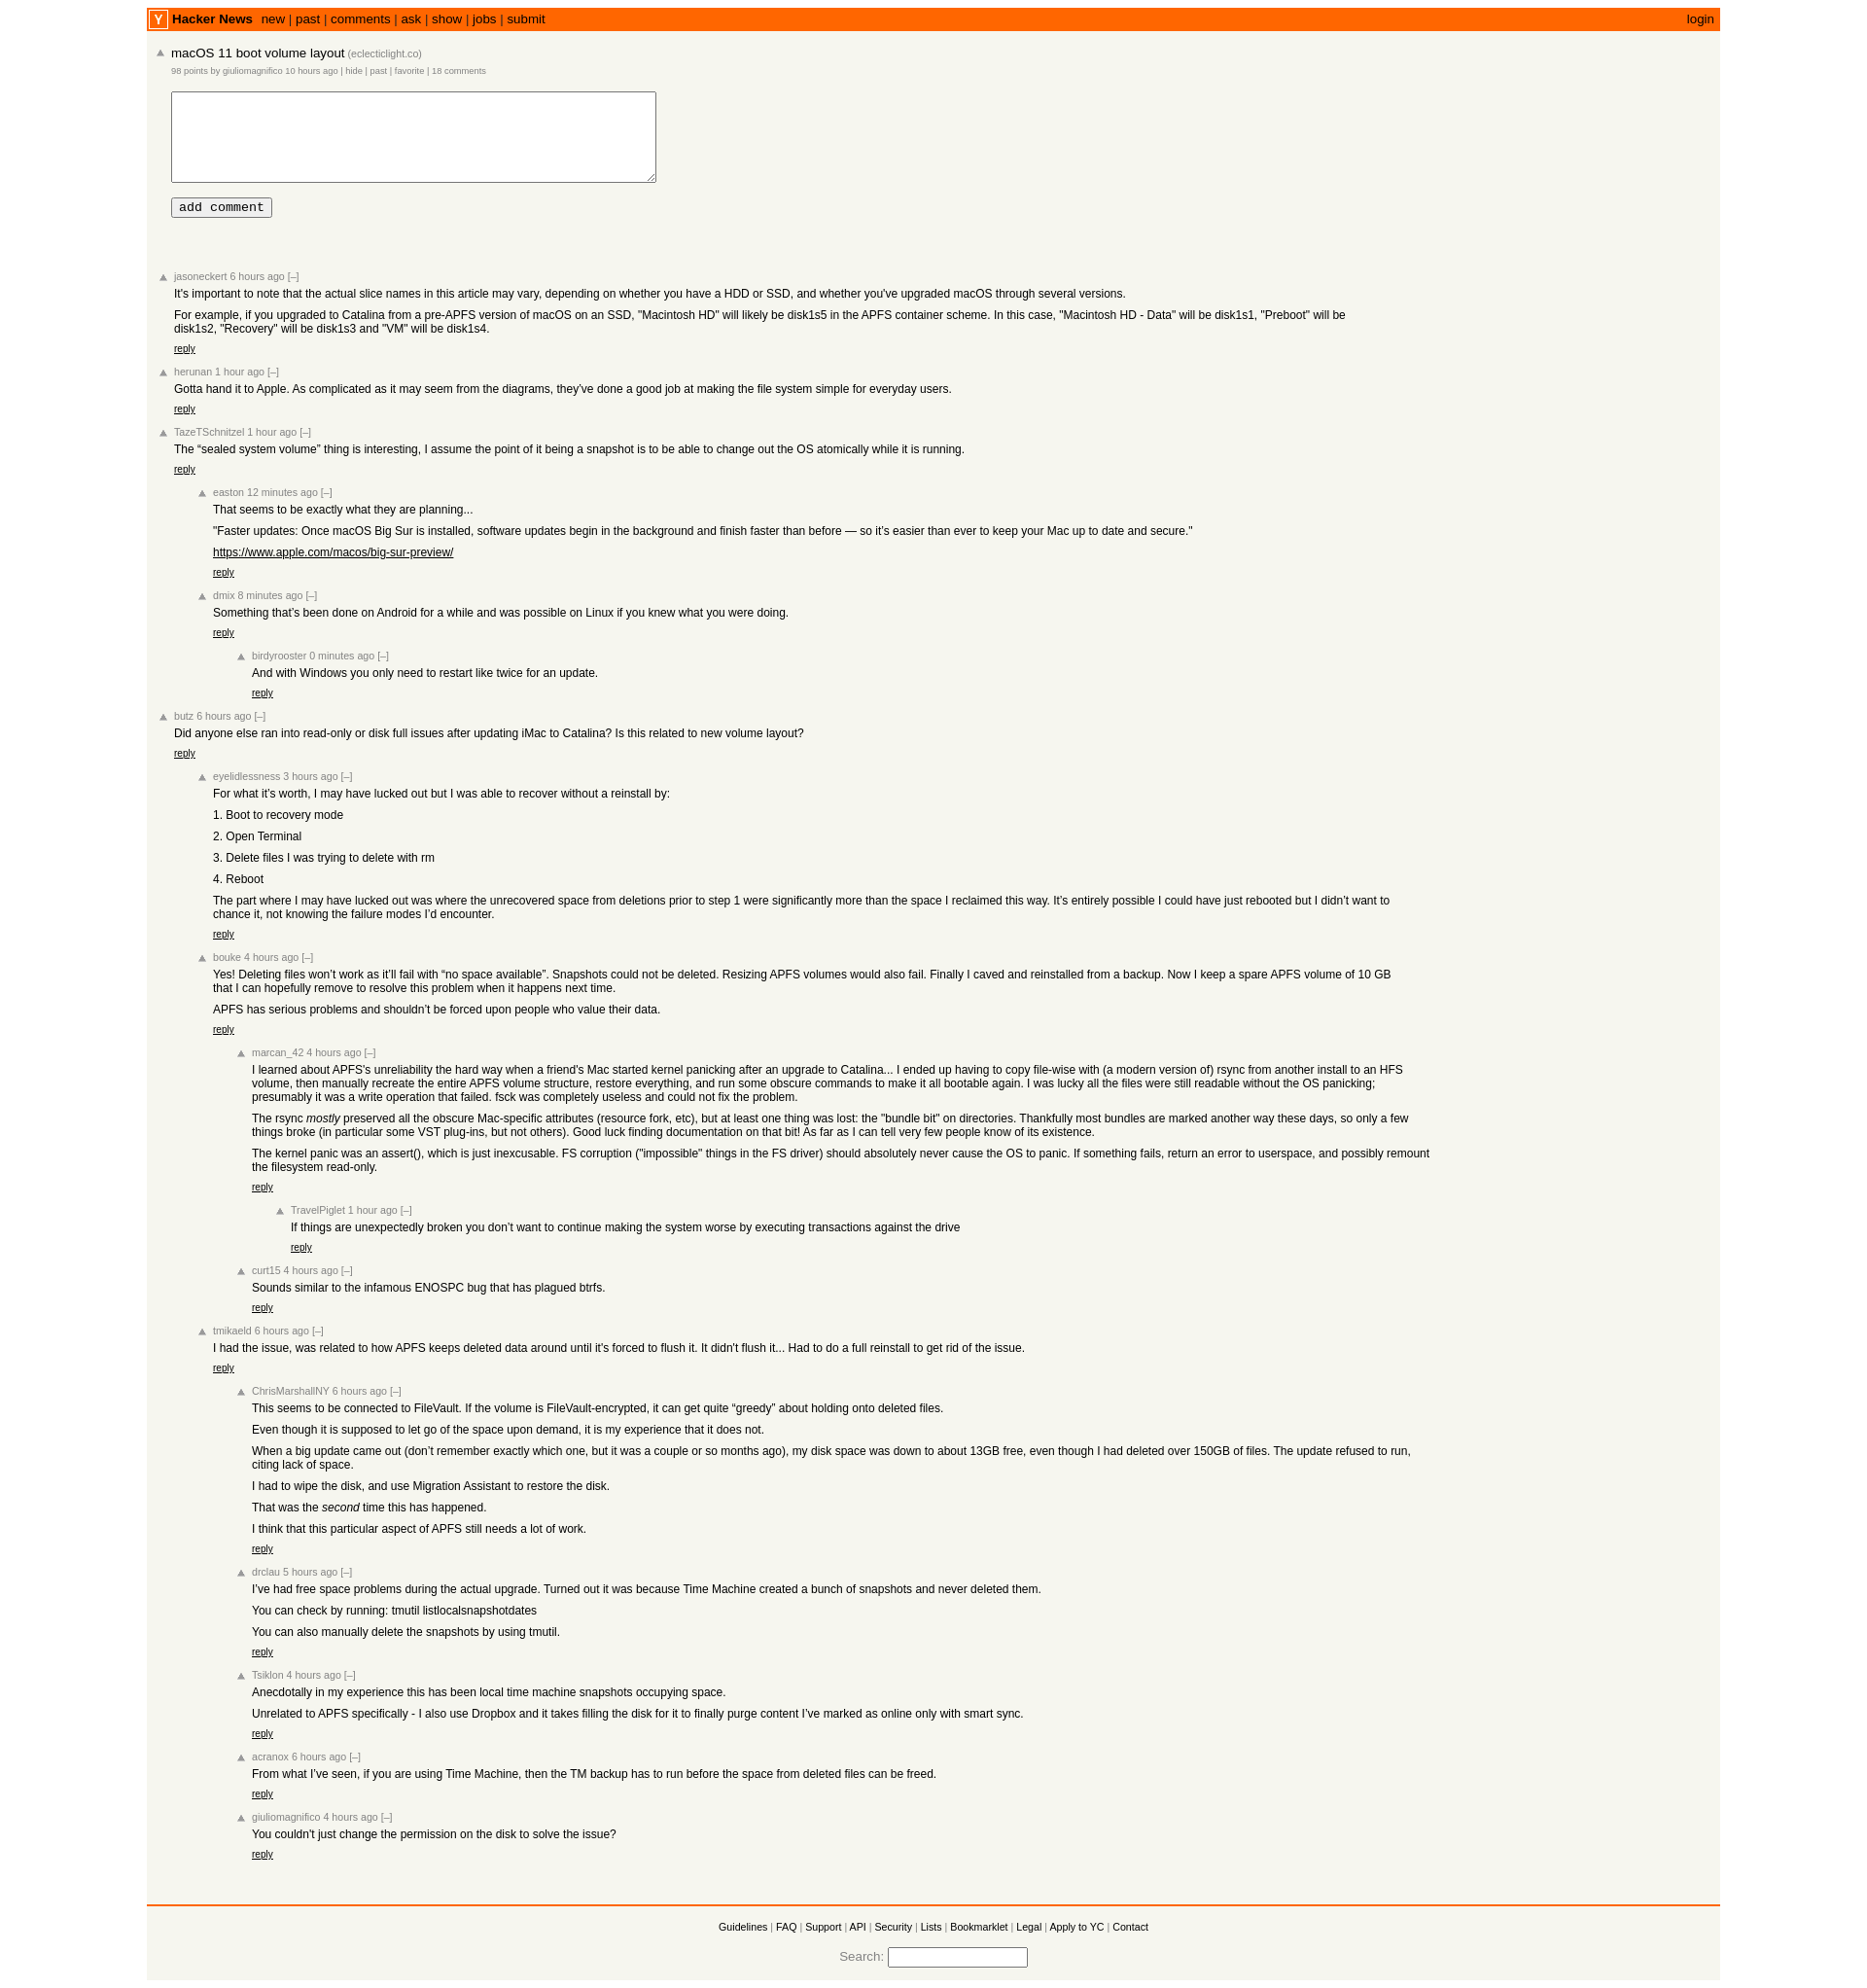 Y Hacker News new | past | comments | ask | show | jobs | submit login
macOS 11 boot volume layout (eclecticlight.co)
98 points by giuliomagnifico 10 hours ago | hide | past | favorite | 18 comments
add comment
jasoneckert 6 hours ago [–]
It's important to note that the actual slice names in this article may vary, depending on whether you have a HDD or SSD, and whether you've upgraded macOS through several versions.
For example, if you upgraded to Catalina from a pre-APFS version of macOS on an SSD, "Macintosh HD" will likely be disk1s5 in the APFS container scheme. In this case, "Macintosh HD - Data" will be disk1s1, "Preboot" will be
disk1s2, "Recovery" will be disk1s3 and "VM" will be disk1s4.
reply
herunan 1 hour ago [–]
Gotta hand it to Apple. As complicated as it may seem from the diagrams, they’ve done a good job at making the file system simple for everyday users.
reply
TazeTSchnitzel 1 hour ago [–]
The “sealed system volume” thing is interesting, I assume the point of it being a snapshot is to be able to change out the OS atomically while it is running.
reply
easton 12 minutes ago [–]
That seems to be exactly what they are planning...
"Faster updates: Once macOS Big Sur is installed, software updates begin in the background and finish faster than before — so it’s easier than ever to keep your Mac up to date and secure."
https://www.apple.com/macos/big-sur-preview/
reply
dmix 8 minutes ago [–]
Something that’s been done on Android for a while and was possible on Linux if you knew what you were doing.
reply
birdyrooster 0 minutes ago [–]
And with Windows you only need to restart like twice for an update.
reply
butz 6 hours ago [–]
Did anyone else ran into read-only or disk full issues after updating iMac to Catalina? Is this related to new volume layout?
reply
eyelidlessness 3 hours ago [–]
For what it’s worth, I may have lucked out but I was able to recover without a reinstall by:
1. Boot to recovery mode
2. Open Terminal
3. Delete files I was trying to delete with rm
4. Reboot
The part where I may have lucked out was where the unrecovered space from deletions prior to step 1 were significantly more than the space I reclaimed this way. It’s entirely possible I could have just rebooted but I didn’t want to
chance it, not knowing the failure modes I’d encounter.
reply
bouke 4 hours ago [–]
Yes! Deleting files won’t work as it’ll fail with “no space available”. Snapshots could not be deleted. Resizing APFS volumes would also fail. Finally I caved and reinstalled from a backup. Now I keep a spare APFS volume of 10 GB
that I can hopefully remove to resolve this problem when it happens next time.
APFS has serious problems and shouldn’t be forced upon people who value their data.
reply
marcan_42 4 hours ago [–]
I learned about APFS's unreliability the hard way when a friend's Mac started kernel panicking after an upgrade to Catalina... I ended up having to copy file-wise with (a modern version of) rsync from another install to an HFS
volume, then manually recreate the entire APFS volume structure, restore everything, and run some obscure commands to make it all bootable again. I was lucky all the files were still readable without the OS panicking;
presumably it was a write operation that failed. fsck was completely useless and could not fix the problem.
The rsync mostly preserved all the obscure Mac-specific attributes (resource fork, etc), but at least one thing was lost: the "bundle bit" on directories. Thankfully most bundles are marked another way these days, so only a few
things broke (in particular some VST plug-ins, but not others). Good luck finding documentation on that bit! As far as I can tell very few people know of its existence.
The kernel panic was an assert(), which is just inexcusable. FS corruption ("impossible" things in the FS driver) should absolutely never cause the OS to panic. If something fails, return an error to userspace, and possibly remount
the filesystem read-only.
reply
TravelPiglet 1 hour ago [–]
If things are unexpectedly broken you don’t want to continue making the system worse by executing transactions against the drive
reply
curt15 4 hours ago [–]
Sounds similar to the infamous ENOSPC bug that has plagued btrfs.
reply
tmikaeld 6 hours ago [–]
I had the issue, was related to how APFS keeps deleted data around until it's forced to flush it. It didn't flush it... Had to do a full reinstall to get rid of the issue.
reply
ChrisMarshallNY 6 hours ago [–]
This seems to be connected to FileVault. If the volume is FileVault-encrypted, it can get quite “greedy” about holding onto deleted files.
Even though it is supposed to let go of the space upon demand, it is my experience that it does not.
When a big update came out (don’t remember exactly which one, but it was a couple or so months ago), my disk space was down to about 13GB free, even though I had deleted over 150GB of files. The update refused to run,
citing lack of space.
I had to wipe the disk, and use Migration Assistant to restore the disk.
That was the second time this has happened.
I think that this particular aspect of APFS still needs a lot of work.
reply
drclau 5 hours ago [–]
I’ve had free space problems during the actual upgrade. Turned out it was because Time Machine created a bunch of snapshots and never deleted them.
You can check by running: tmutil listlocalsnapshotdates
You can also manually delete the snapshots by using tmutil.
reply
Tsiklon 4 hours ago [–]
Anecdotally in my experience this has been local time machine snapshots occupying space.
Unrelated to APFS specifically - I also use Dropbox and it takes filling the disk for it to finally purge content I’ve marked as online only with smart sync.
reply
acranox 6 hours ago [–]
From what I’ve seen, if you are using Time Machine, then the TM backup has to run before the space from deleted files can be freed.
reply
giuliomagnifico 4 hours ago [–]
You couldn't just change the permission on the disk to solve the issue?
reply
Guidelines | FAQ | Support | API | Security | Lists | Bookmarklet | Legal | Apply to YC | Contact
Search: